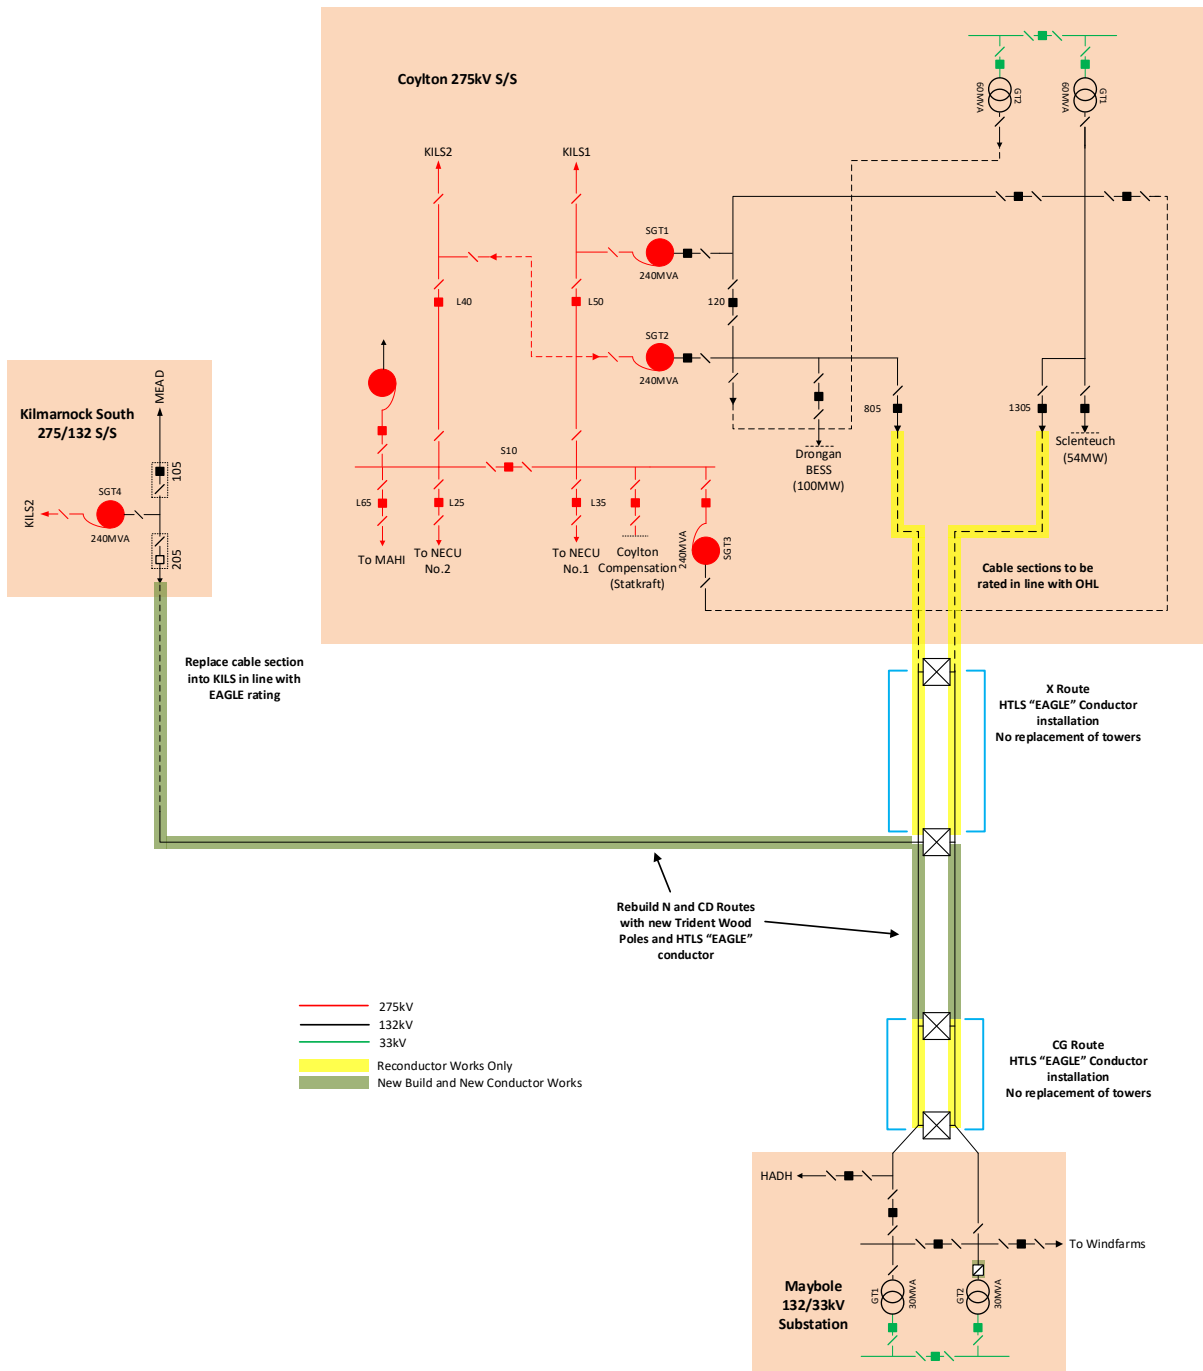 Coylton 275kV S/S
GT2
60MVA
GT1
60MVA
KILS2
KILS1
SGT1
240MVA
L40
L50
120
SGT2
240MVA
805
1305
Drongan
BESS
(100MW)
Sclenteuch
(54MW)
S10
L65
L25
L35
To MAHI
To NECU
No.2
To NECU
No.1
Coylton
Compensation
(Statkraft)
240MVA
SGT3
Cable sections to be
rated in line with OHL
Kilmarnock South
275/132 S/S
MEAD
105
SGT4
KILS2
240MVA
205
Replace cable section
into KILS in line with
EAGLE rating
X Route
HTLS “EAGLE” Conductor
installation
No replacement of towers
Rebuild N and CD Routes
with new Trident Wood
Poles and HTLS “EAGLE”
conductor
275kV
132kV
33kV
Reconductor Works Only
New Build and New Conductor Works
CG Route
HTLS “EAGLE” Conductor
installation
No replacement of towers
HADH
To Windfarms
Maybole
132/33kV
Substation
GT1
30MVA
GT2
30MVA